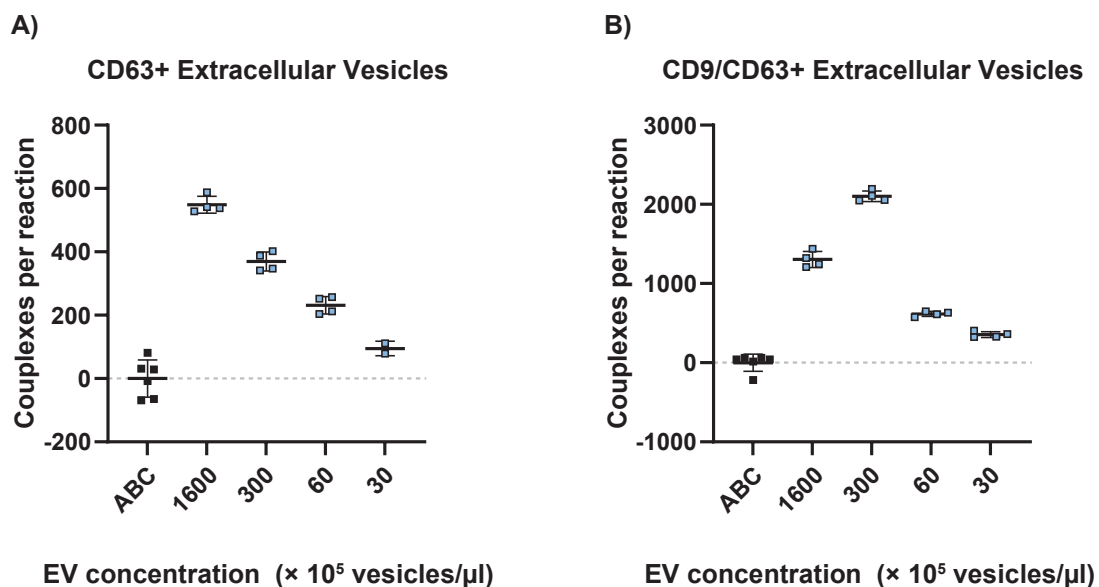 A)
CD63+ Extracellular Vesicles
Couplexes per reaction
800
600
400
200
0
-200
ABC
1600
300
60
30
EV concentration (× 10⁵ vesicles/µl)
B)
CD9/CD63+ Extracellular Vesicles
Couplexes per reaction
3000
2000
1000
0
-1000
ABC
1600
300
60
30
EV concentration (× 10⁵ vesicles/µl)